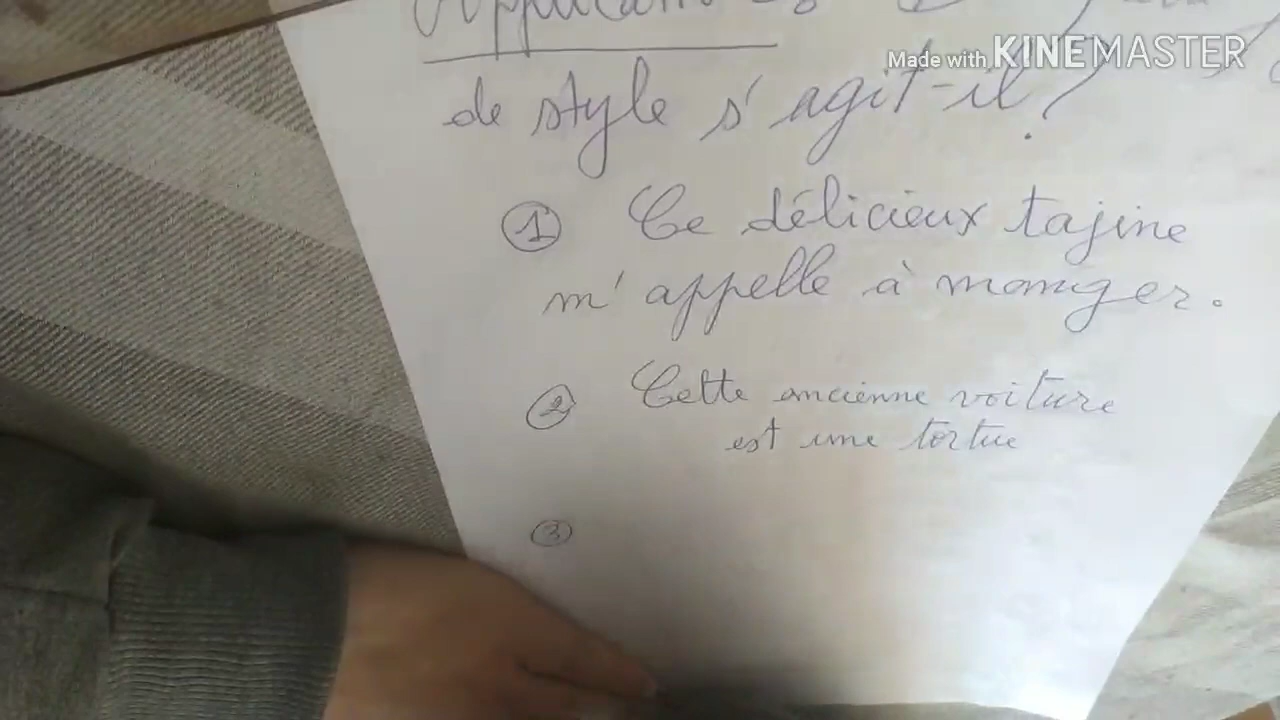 Made with KINEMASTER
de style s'agit-il?
① Ce délicieux tajine
m'appelle à manger.
② Cette ancienne voiture
est une tortue
③